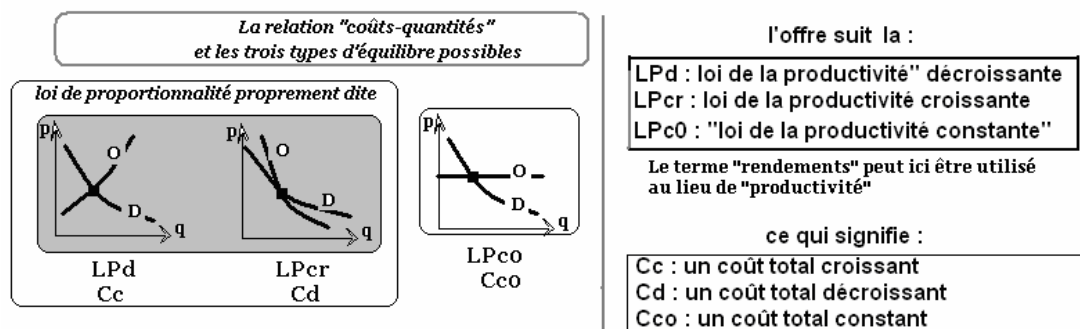 La relation "coûts-quantités"
et les trois types d'équilibre possibles
loi de proportionnalité proprement dite
p
O
D
q
LPd
Cc
p
O
D
q
LPcr
Cd
p
O
D
q
LPco
Cco
l'offre suit la :
LPd : loi de la productivité" décroissante
LPcr : loi de la productivité croissante
LPc0 : "loi de la productivité constante"
Le terme "rendements" peut ici être utilisé
au lieu de "productivité"
ce qui signifie :
Cc : un coût total croissant
Cd : un coût total décroissant
Cco : un coût total constant